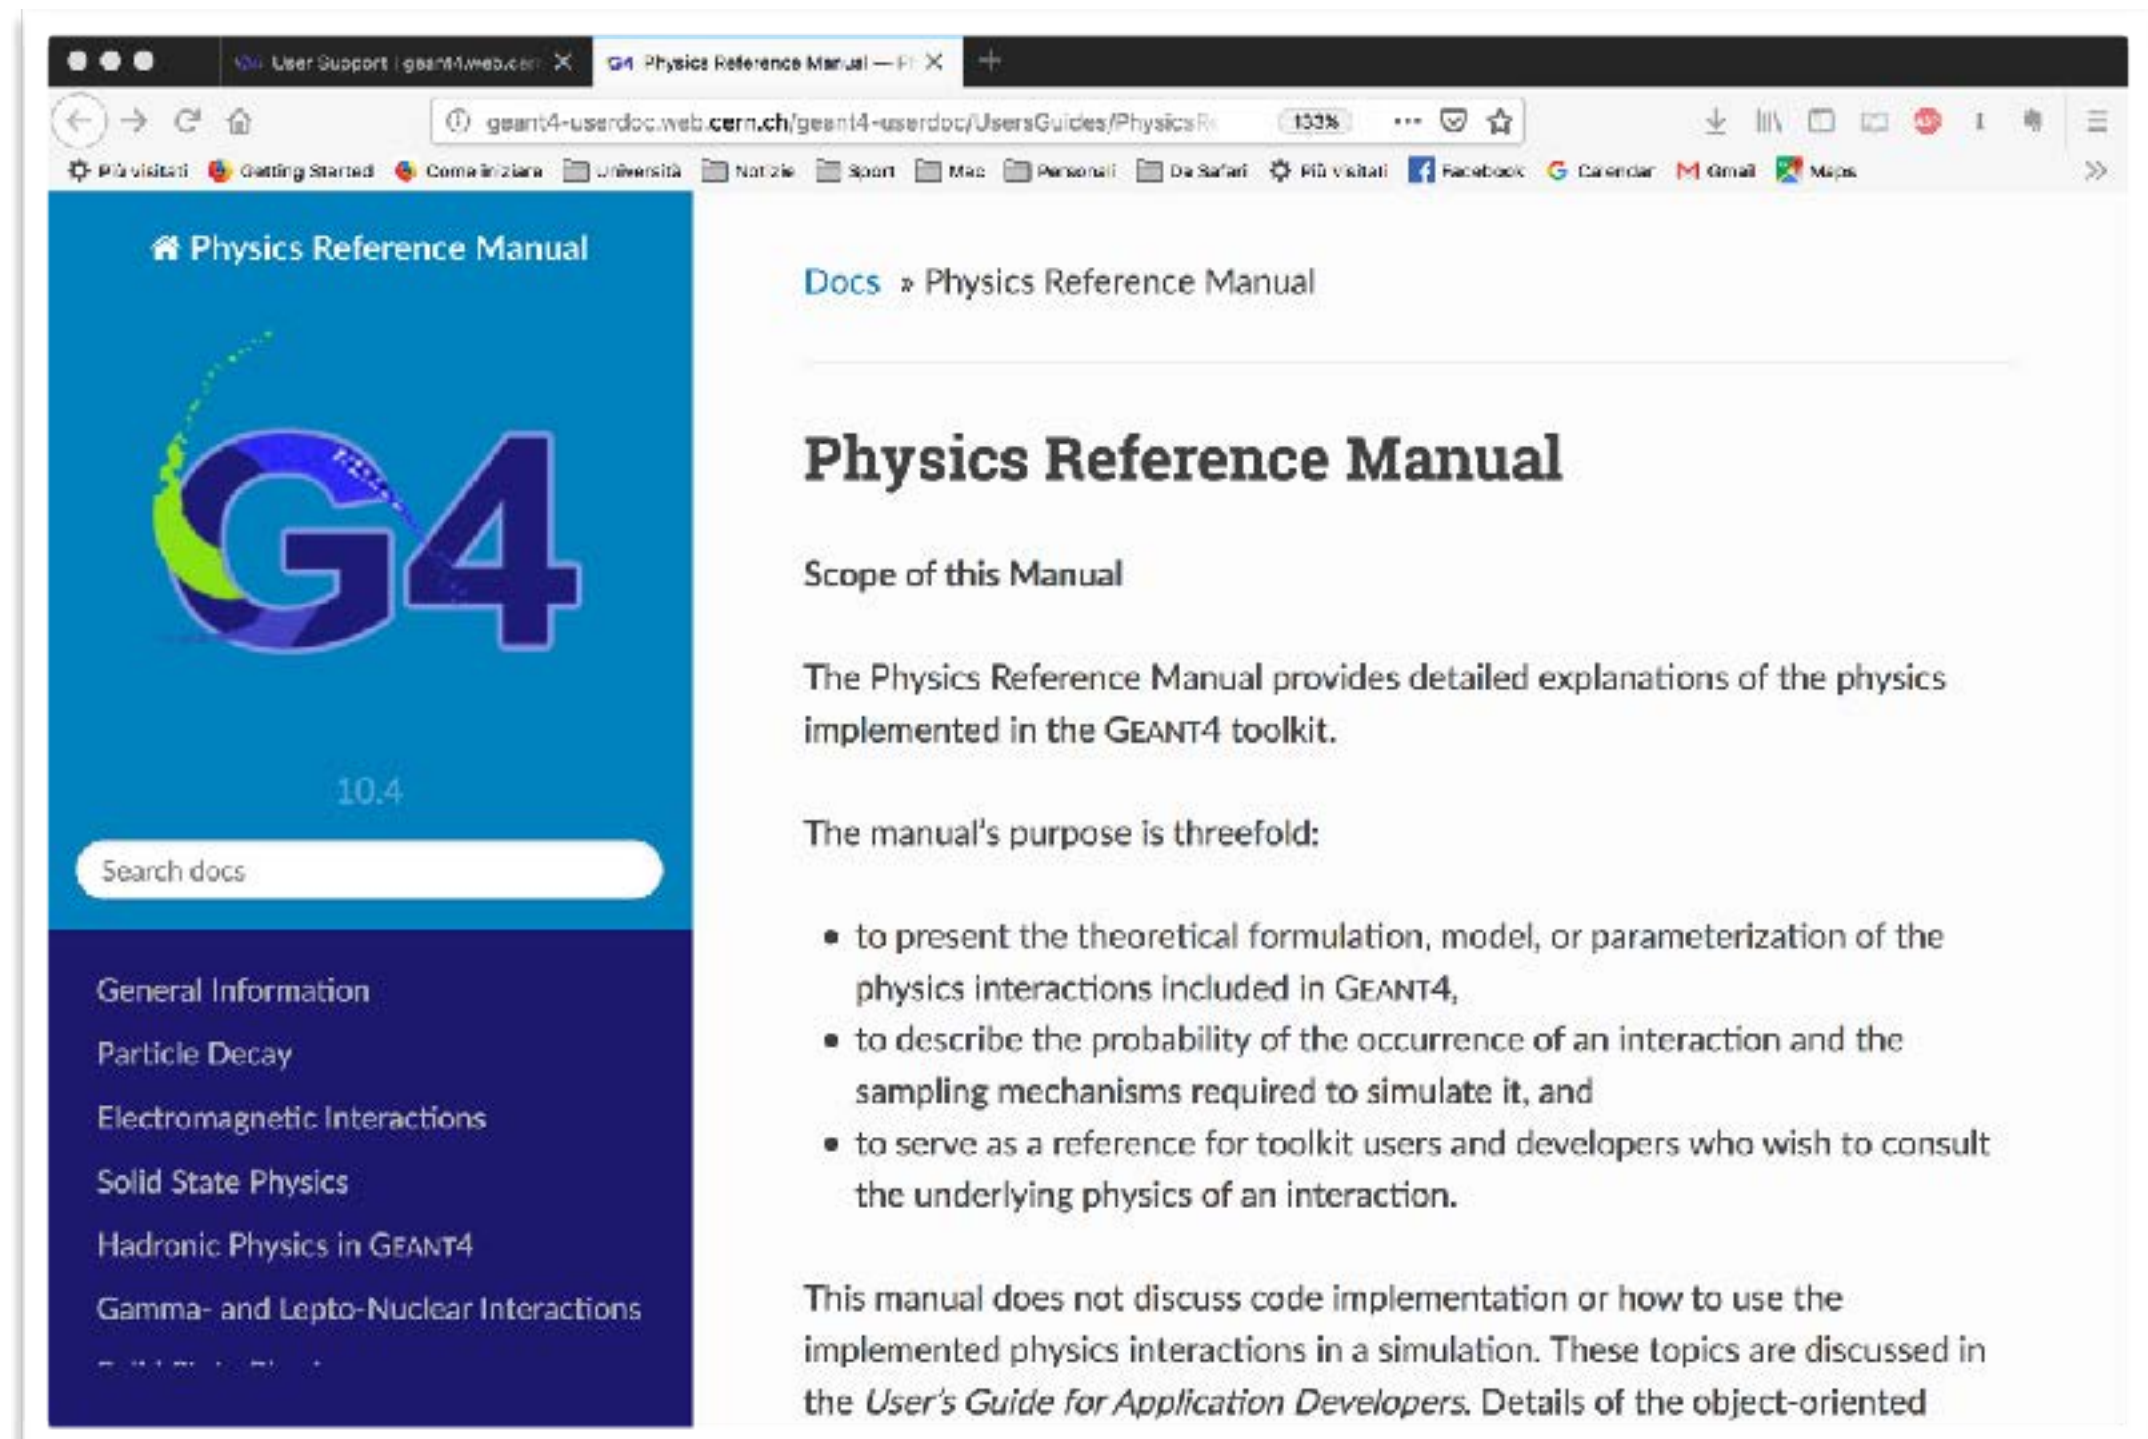 User Support | geant4.web.cer
G4 Physics Reference Manual —
geant4-userdoc.web.cern.ch/geant4-userdoc/UsersGuides/PhysicsR
133%
Più visitati Getting Started Come iniziare Università Notizie Sport Mac Personali Da Safari Più visitati Facebook Calendar Gmail Maps
Physics Reference Manual
G4
10.4
Search docs
General Information
Particle Decay
Electromagnetic Interactions
Solid State Physics
Hadronic Physics in GEANT4
Gamma- and Lepto-Nuclear Interactions
Docs » Physics Reference Manual
Physics Reference Manual
Scope of this Manual
The Physics Reference Manual provides detailed explanations of the physics
implemented in the GEANT4 toolkit.
The manual's purpose is threefold:
• to present the theoretical formulation, model, or parameterization of the
physics interactions included in GEANT4,
• to describe the probability of the occurrence of an interaction and the
sampling mechanisms required to simulate it, and
• to serve as a reference for toolkit users and developers who wish to consult
the underlying physics of an interaction.
This manual does not discuss code implementation or how to use the
implemented physics interactions in a simulation. These topics are discussed in
the User's Guide for Application Developers. Details of the object-oriented